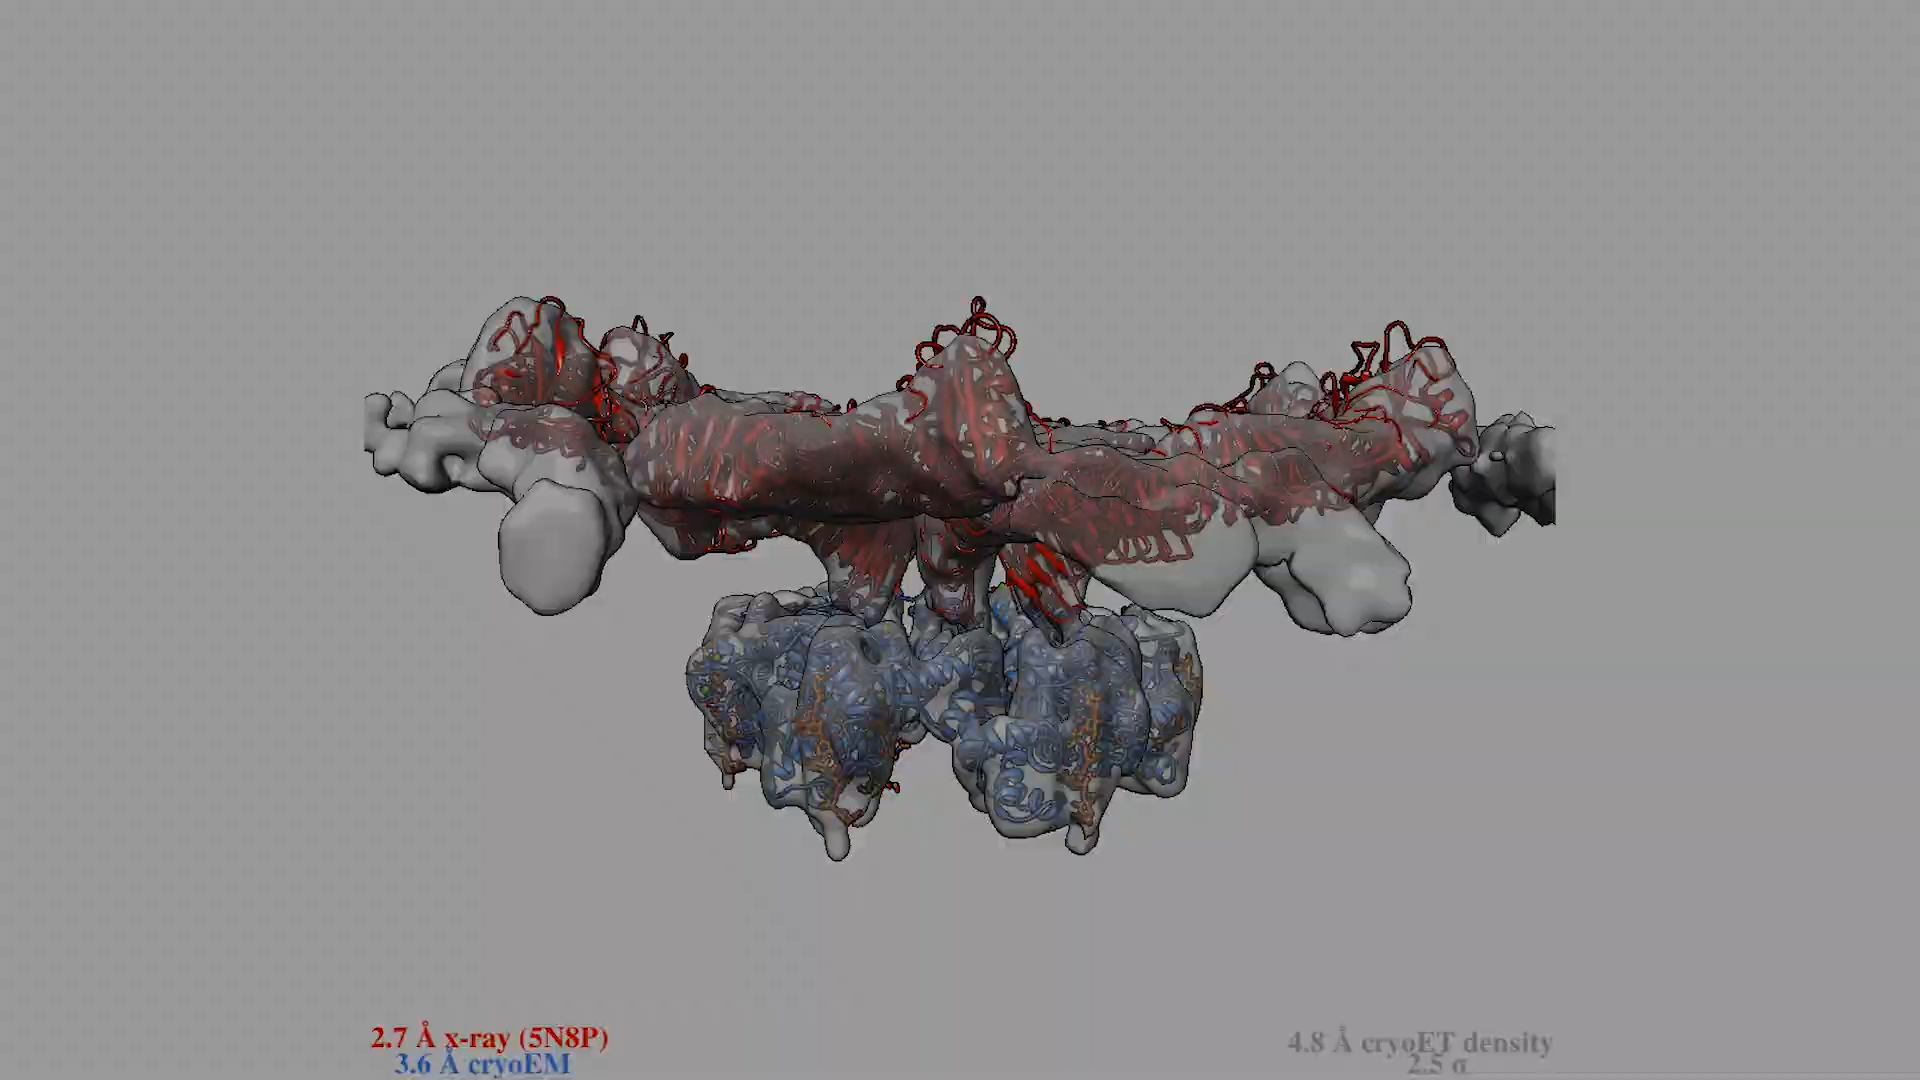 2.7 Å x-ray (5N8P)
3.6 Å cryoEM
4.8 Å cryoET density
2.5 σ